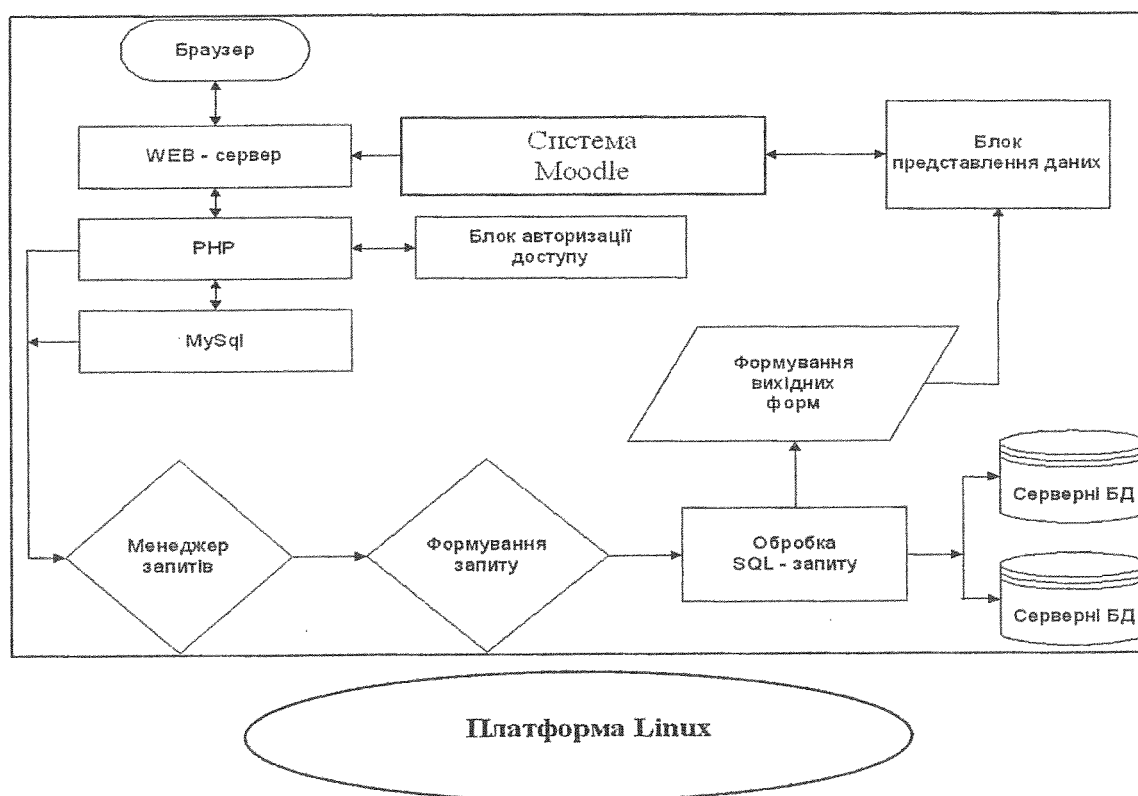 Браузер
WEB - сервер
Система
Moodle
Блок
представлення даних
PHP
Блок авторизації
доступу
MySql
Формування
вихідних
форм
Серверні БД
Менеджер
запитів
Формування
запиту
Обробка
SQL - запиту
Серверні БД
Платформа Linux